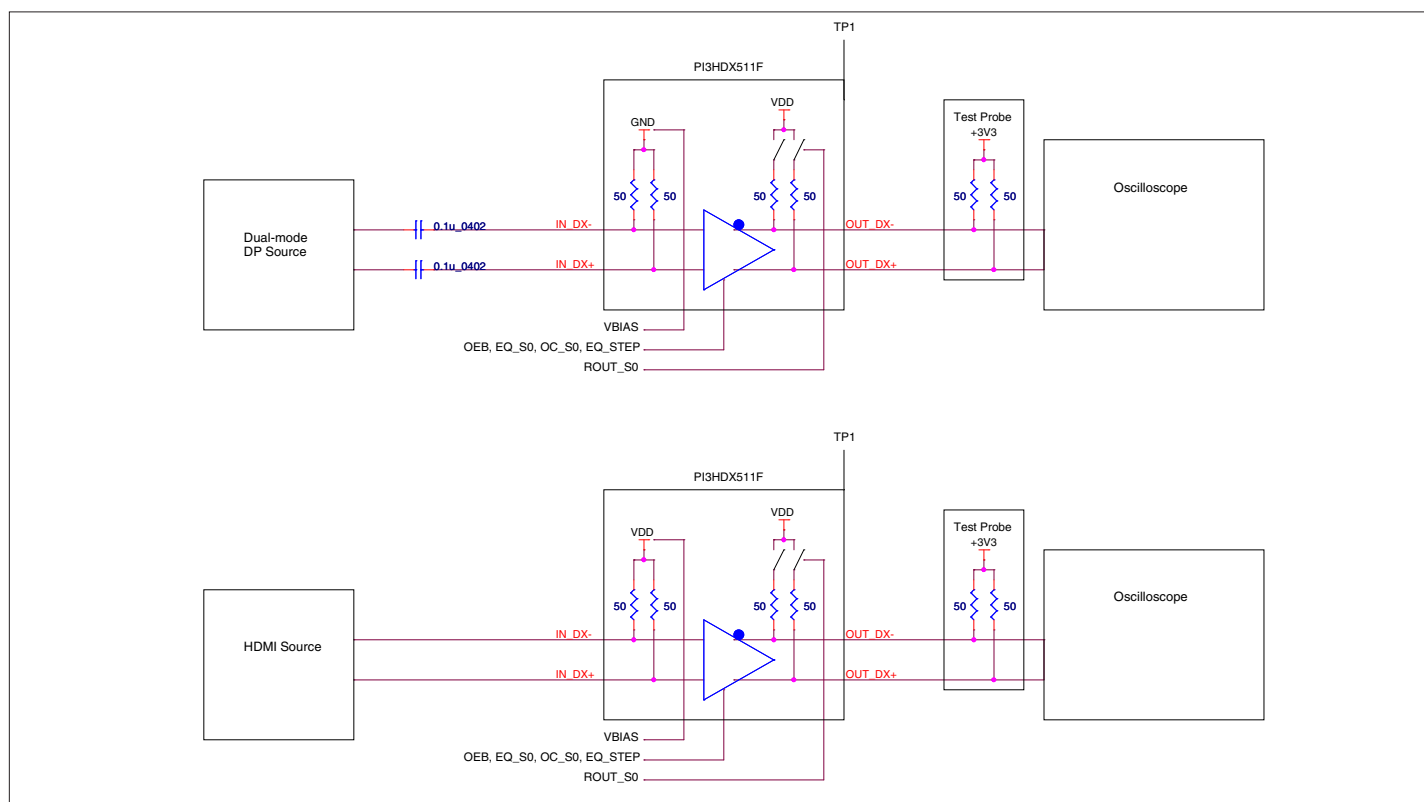 TP1
PI3HDX511F
VDD
GND
Test Probe
+3V3
50
50
50
50
50
50
Oscilloscope
Dual-mode
DP Source
0.1u_0402
IN_DX-
OUT_DX-
0.1u_0402
IN_DX+
OUT_DX+
VBIAS
OEB, EQ_S0, OC_S0, EQ_STEP
ROUT_S0
TP1
PI3HDX511F
VDD
VDD
Test Probe
+3V3
50
50
50
50
50
50
Oscilloscope
HDMI Source
IN_DX-
OUT_DX-
IN_DX+
OUT_DX+
VBIAS
OEB, EQ_S0, OC_S0, EQ_STEP
ROUT_S0